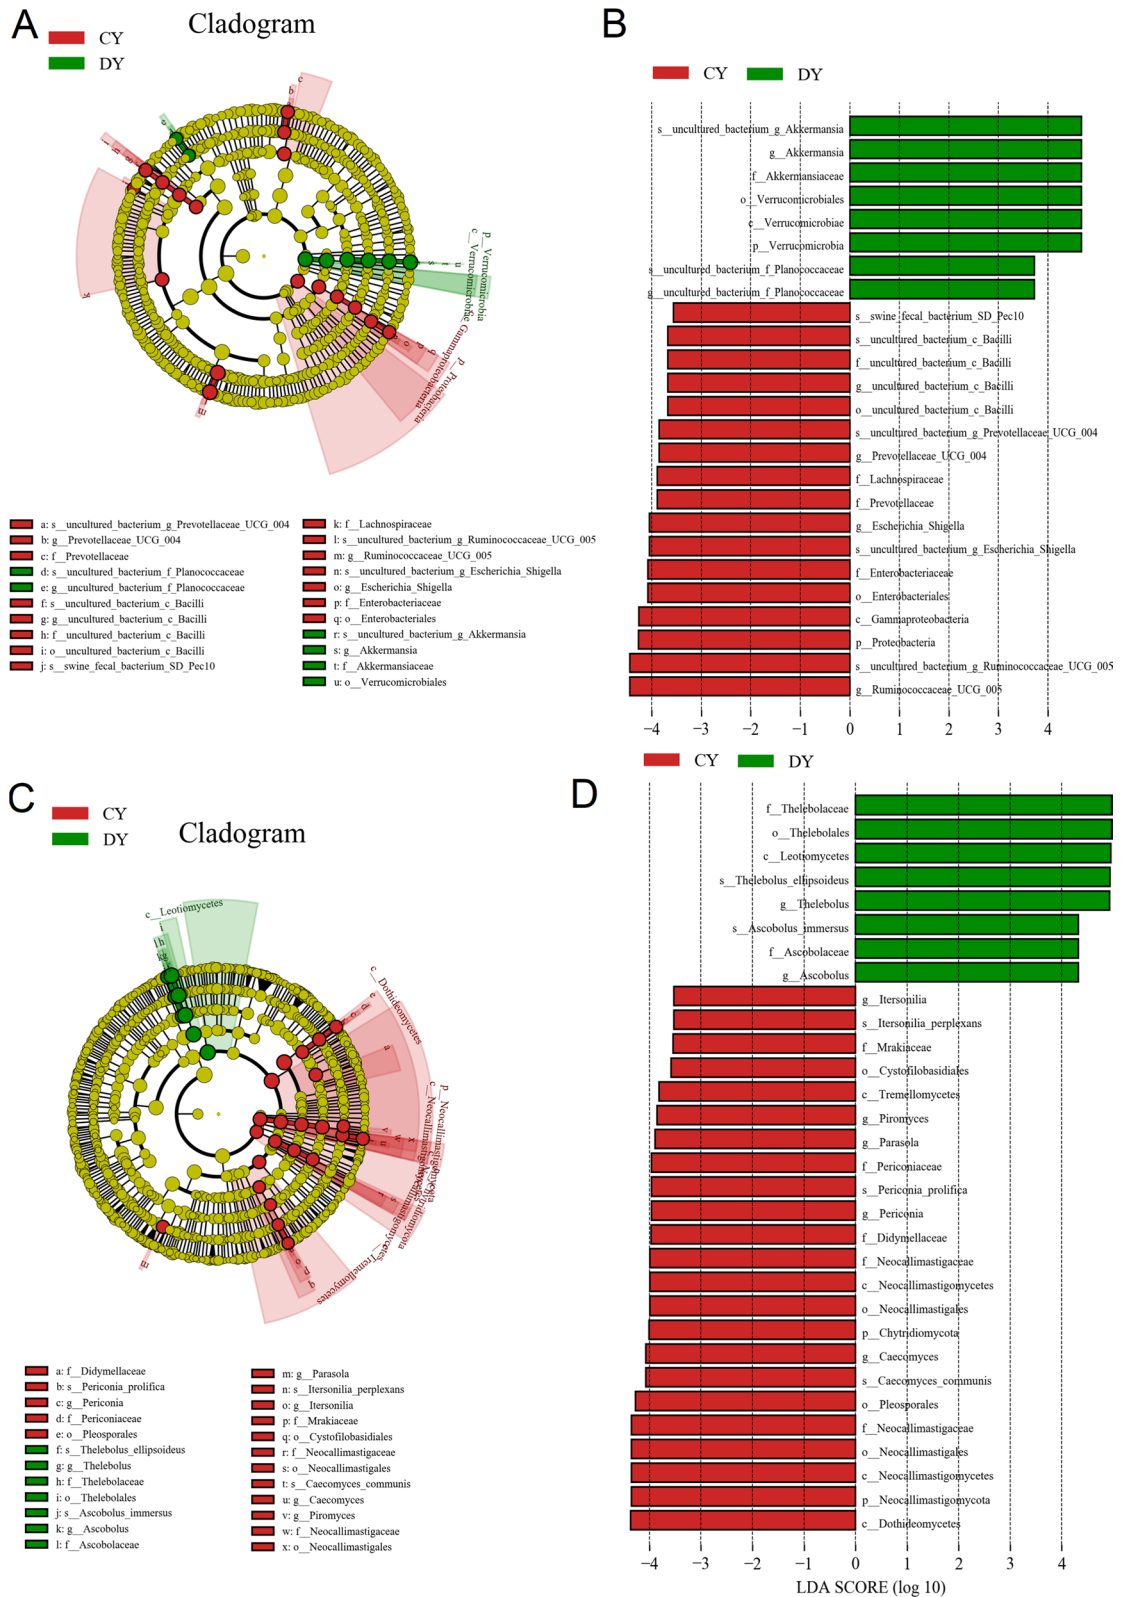 A
Cladogram
CY
DY
c
b
e
i
h
g
k
m
p__Verrucomicrobia
c__Verrucomicrobiae
s
t
u
q
p
o
c__Gammaproteobacteria
p__Proteobacteria
a: s__uncultured_bacterium_g_Prevotellaceae_UCG_004
b: g__Prevotellaceae_UCG_004
c: f__Prevotellaceae
d: s__uncultured_bacterium_f_Planococcaceae
e: g__uncultured_bacterium_f_Planococcaceae
f: s__uncultured_bacterium_c_Bacilli
g: g__uncultured_bacterium_c_Bacilli
h: f__uncultured_bacterium_c_Bacilli
i: o__uncultured_bacterium_c_Bacilli
j: s__swine_fecal_bacterium_SD_Pec10
k: f__Lachnospiraceae
l: s__uncultured_bacterium_g_Ruminococcaceae_UCG_005
m: g__Ruminococcaceae_UCG_005
n: s__uncultured_bacterium_g_Escherichia_Shigella
o: g__Escherichia_Shigella
p: f__Enterobacteriaceae
q: o__Enterobacteriales
r: s__uncultured_bacterium_g_Akkermansia
s: g__Akkermansia
t: f__Akkermansiaceae
u: o__Verrucomicrobiales
B
CY
DY
s__uncultured_bacterium_g_Akkermansia
g__Akkermansia
f__Akkermansiaceae
o__Verrucomicrobiales
c__Verrucomicrobiae
p__Verrucomicrobia
s__uncultured_bacterium_f_Planococcaceae
g__uncultured_bacterium_f_Planococcaceae
s__swine_fecal_bacterium_SD_Pec10
s__uncultured_bacterium_c_Bacilli
f__uncultured_bacterium_c_Bacilli
g__uncultured_bacterium_c_Bacilli
o__uncultured_bacterium_c_Bacilli
s__uncultured_bacterium_g_Prevotellaceae_UCG_004
g__Prevotellaceae_UCG_004
f__Lachnospiraceae
f__Prevotellaceae
g__Escherichia_Shigella
s__uncultured_bacterium_g_Escherichia_Shigella
f__Enterobacteriaceae
o__Enterobacteriales
c__Gammaproteobacteria
p__Proteobacteria
s__uncultured_bacterium_g_Ruminococcaceae_UCG_005
g__Ruminococcaceae_UCG_005
−4 −3 −2 −1 0 1 2 3 4
C
CY
DY
Cladogram
c__Leotiomycetes
i
l h
c__Dothideomycetes
e
d
a
p__Neocallimastigomycota
c__Neocallimastigomycetes
v
w
x
u
p__Chytridiomycota
c__Neocallimastigomycetes
s
r
c__Tremellomycetes
m
o
p
q
a: f__Didymellaceae
b: s__Periconia_prolifica
c: g__Periconia
d: f__Periconiaceae
e: o__Pleosporales
f: s__Thelebolus_ellipsoideus
g: g__Thelebolus
h: f__Thelebolaceae
i: o__Thelebolales
j: s__Ascobolus_immersus
k: g__Ascobolus
l: f__Ascobolaceae
m: g__Parasola
n: s__Itersonilia_perplexans
o: g__Itersonilia
p: f__Mrakiaceae
q: o__Cystofilobasidiales
r: f__Neocallimastigaceae
s: o__Neocallimastigales
t: s__Caecomyces_communis
u: g__Caecomyces
v: g__Piromyces
w: f__Neocallimastigaceae
x: o__Neocallimastigales
D
CY
DY
f__Thelebolaceae
o__Thelebolales
c__Leotiomycetes
s__Thelebolus_ellipsoideus
g__Thelebolus
s__Ascobolus_immersus
f__Ascobolaceae
g__Ascobolus
g__Itersonilia
s__Itersonilia_perplexans
f__Mrakiaceae
o__Cystofilobasidiales
c__Tremellomycetes
g__Piromyces
g__Parasola
f__Periconiaceae
s__Periconia_prolifica
g__Periconia
f__Didymellaceae
f__Neocallimastigaceae
c__Neocallimastigomycetes
o__Neocallimastigales
p__Chytridiomycota
g__Caecomyces
s__Caecomyces_communis
o__Pleosporales
f__Neocallimastigaceae
o__Neocallimastigales
c__Neocallimastigomycetes
p__Neocallimastigomycota
c__Dothideomycetes
−4 −3 −2 −1 0 1 2 3 4
LDA SCORE (log 10)